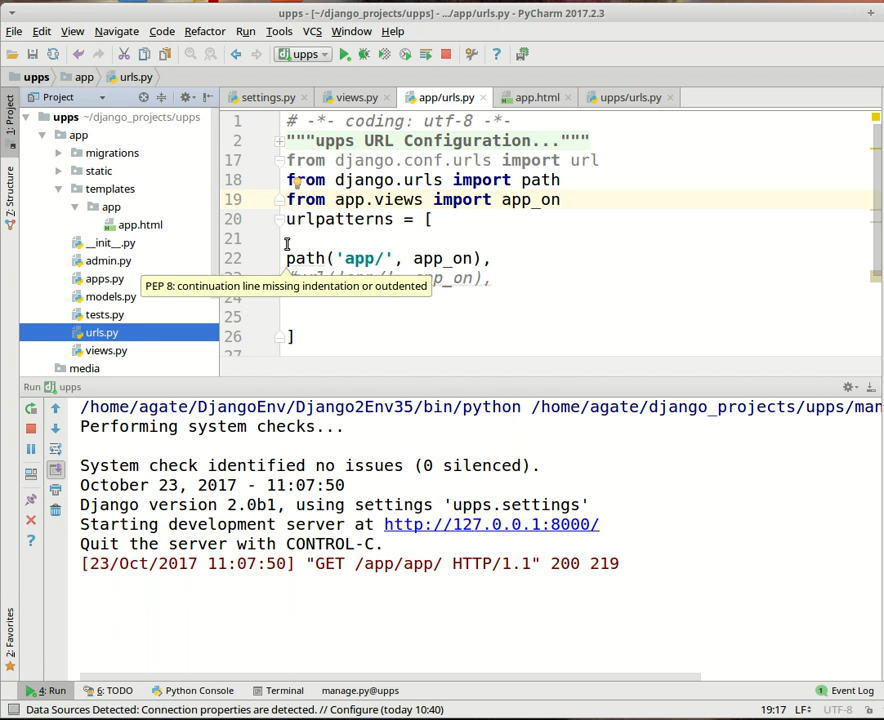 upps - [~/django_projects/upps] - .../app/urls.py - PyCharm 2017.2.3
File Edit View Navigate Code Refactor Run Tools VCS Window Help
upps
upps app urls.py
Project
settings.py views.py app/urls.py app.html upps/urls.py
1: Project
7: Structure
2: Favorites
upps ~/django_projects/upps
app
migrations
static
templates
app
app.html
__init__.py
admin.py
apps.py
models.py
tests.py
urls.py
views.py
media
1 # -*- coding: utf-8 -*-
2 """upps URL Configuration..."""
17 from django.conf.urls import url
18 from django.urls import path
19 from app.views import app_on
20 urlpatterns = [
21
22 path('app/', app_on),
PEP 8: continuation line missing indentation or outdented
25
26 ]
27
Run upps
/home/agate/DjangoEnv/Django2Env35/bin/python /home/agate/django_projects/upps/man
Performing system checks...
System check identified no issues (0 silenced).
October 23, 2017 - 11:07:50
Django version 2.0b1, using settings 'upps.settings'
Starting development server at http://127.0.0.1:8000/
Quit the server with CONTROL-C.
[23/Oct/2017 11:07:50] "GET /app/app/ HTTP/1.1" 200 219
4: Run 6: TODO Python Console Terminal manage.py@upps 1 Event Log
Data Sources Detected: Connection properties are detected. // Configure (today 10:40) 19:17 LF÷ UTF-8